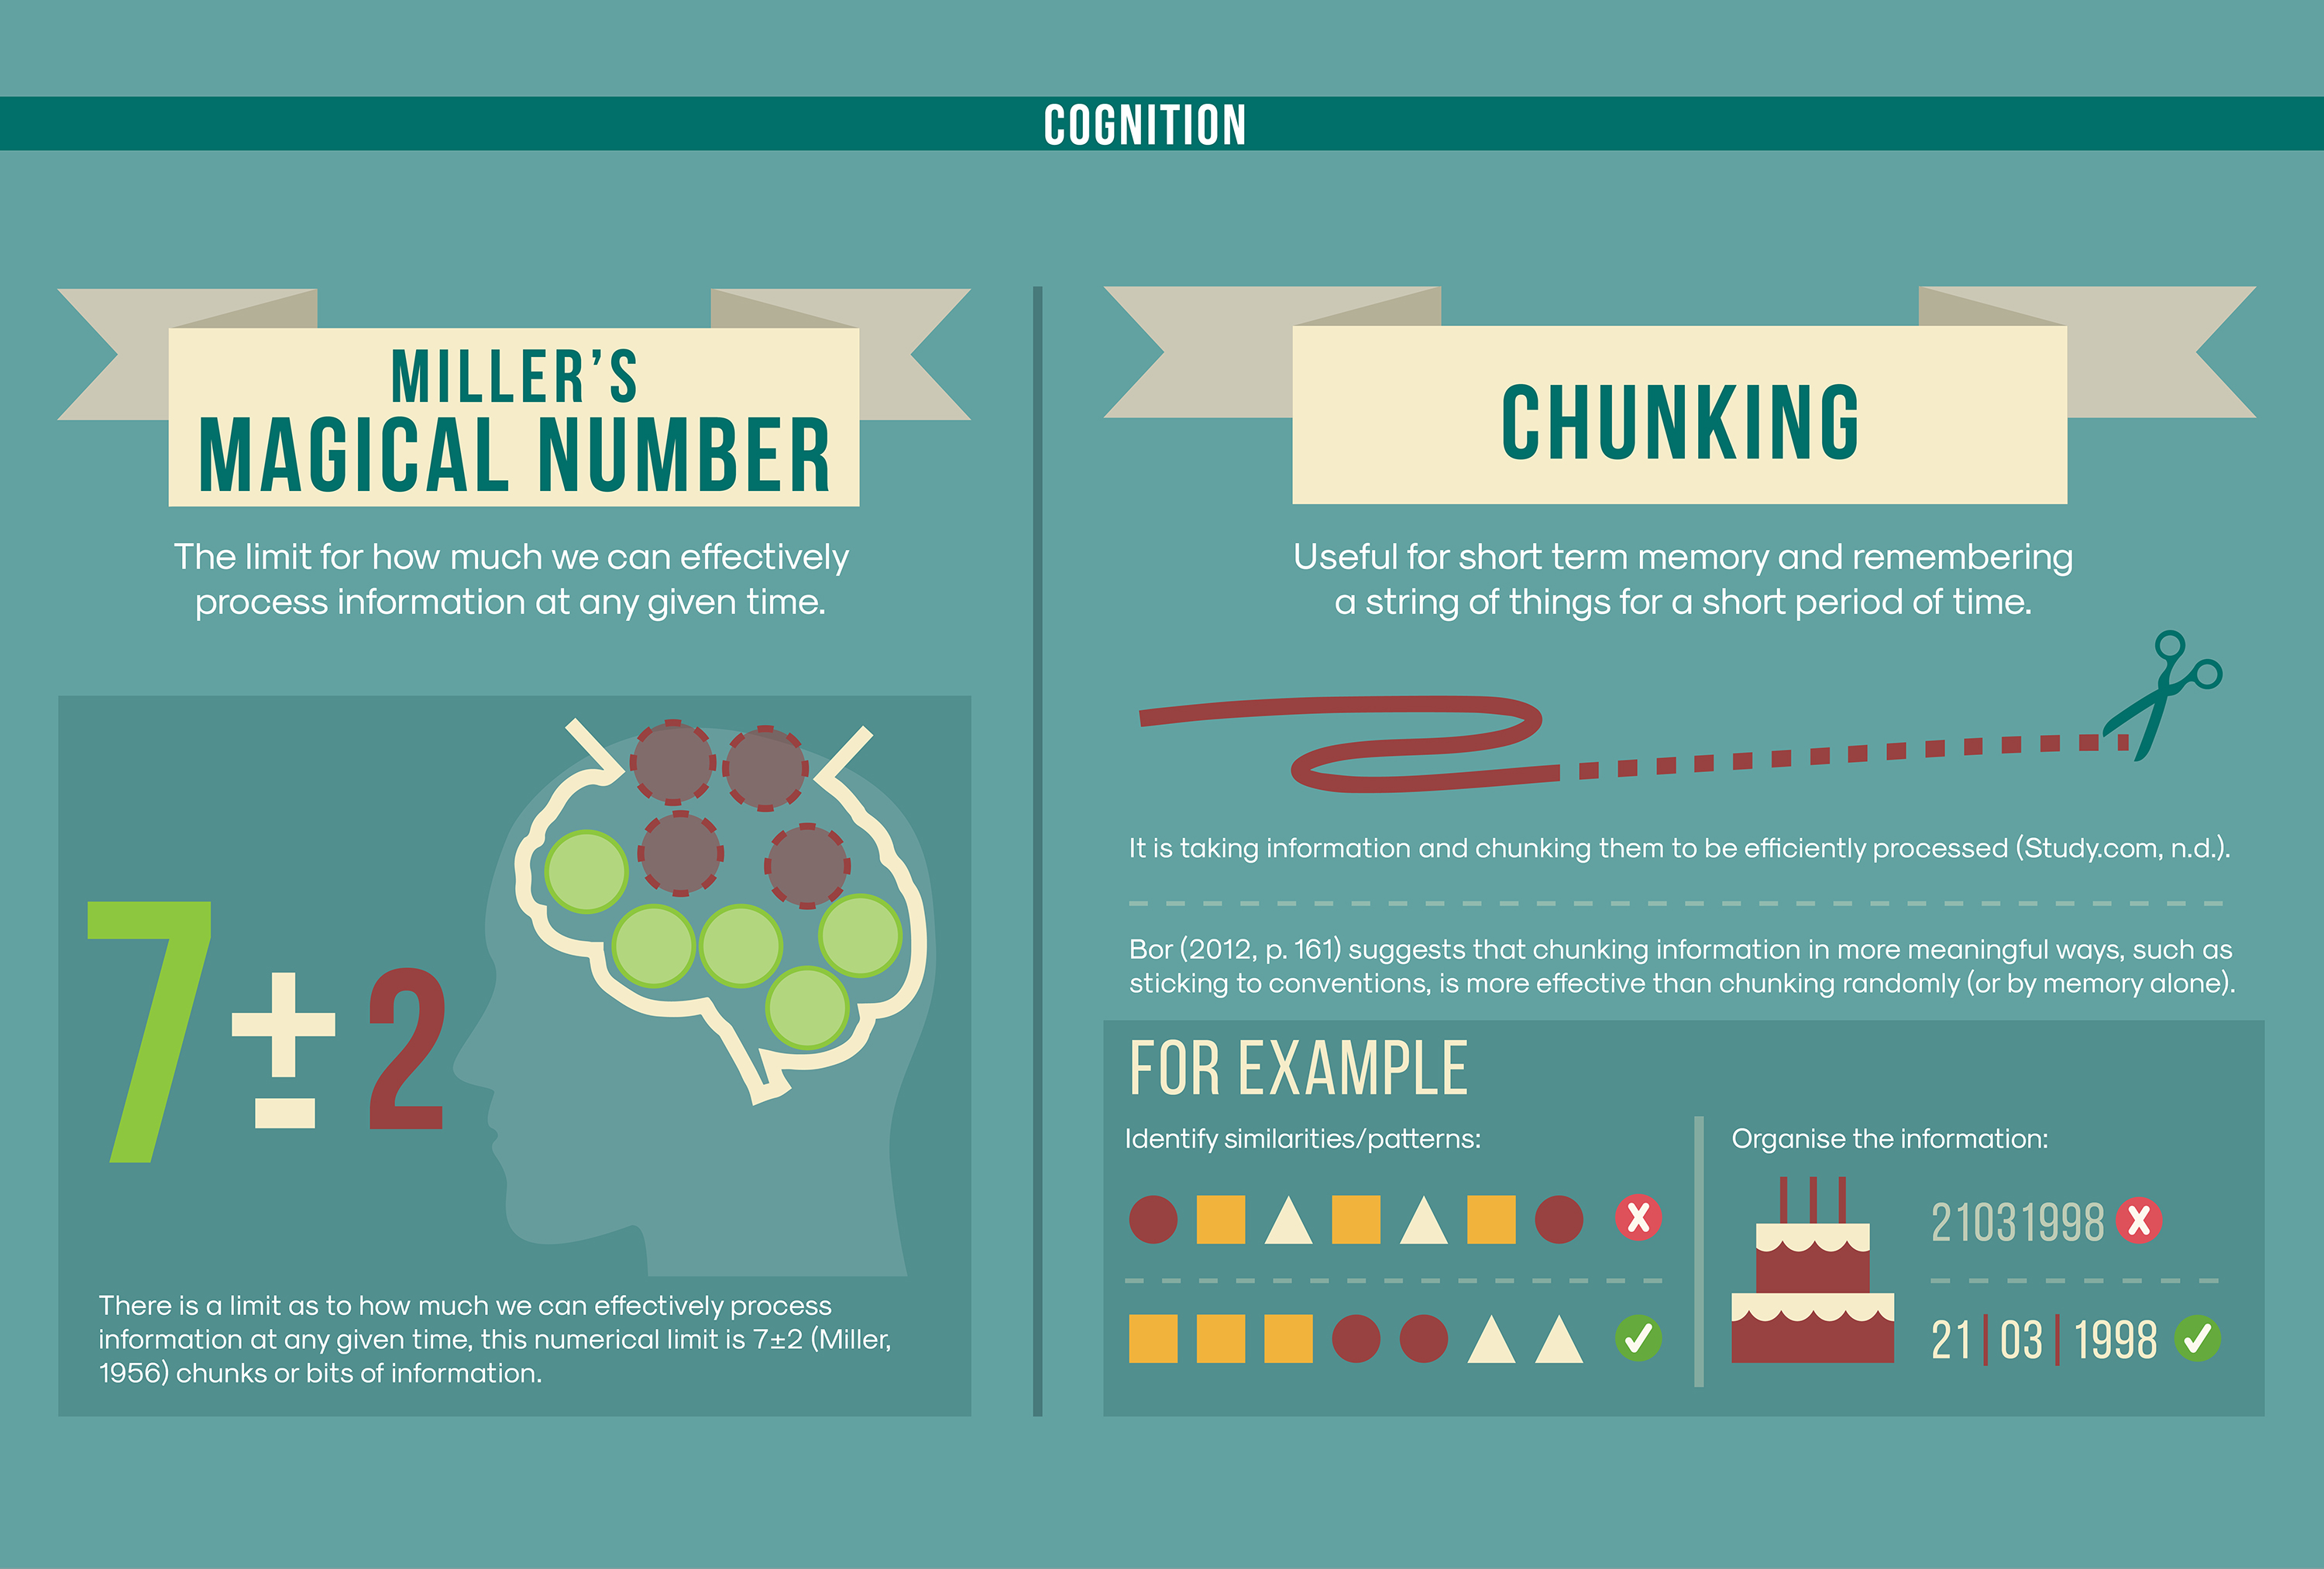 COGNITION
MILLER'S
MAGICAL NUMBER
The limit for how much we can effectively
process information at any given time.
7 ± 2
There is a limit as to how much we can effectively process
information at any given time, this numerical limit is 7±2 (Miller,
1956) chunks or bits of information.
CHUNKING
Useful for short term memory and remembering
a string of things for a short period of time.
It is taking information and chunking them to be efficiently processed (Study.com, n.d.).
Bor (2012, p. 161) suggests that chunking information in more meaningful ways, such as
sticking to conventions, is more effective than chunking randomly (or by memory alone).
FOR EXAMPLE
Identify similarities/patterns:
Organise the information:
21031998
21|03|1998